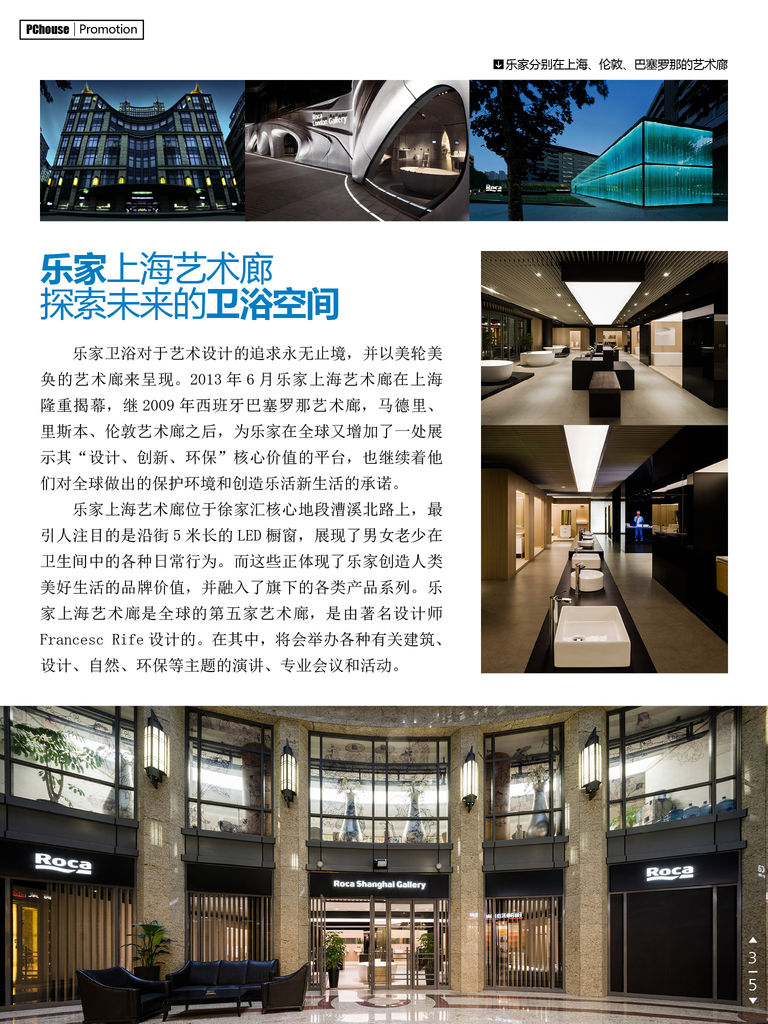 PChouse | Promotion
乐家分别在上海、伦敦、巴塞罗那的艺术廊
Roca
London Gallery
Roca
乐家上海艺术廊
探索未来的卫浴空间
乐家卫浴对于艺术设计的追求永无止境，并以美轮美
奂的艺术廊来呈现。2013 年 6 月乐家上海艺术廊在上海
隆重揭幕，继 2009 年西班牙巴塞罗那艺术廊，马德里、
里斯本、伦敦艺术廊之后，为乐家在全球又增加了一处展
示其“设计、创新、环保”核心价值的平台，也继续着他
们对全球做出的保护环境和创造乐活新生活的承诺。
乐家上海艺术廊位于徐家汇核心地段漕溪北路上，最
引人注目的是沿街 5 米长的 LED 橱窗，展现了男女老少在
卫生间中的各种日常行为。而这些正体现了乐家创造人类
美好生活的品牌价值，并融入了旗下的各类产品系列。乐
家上海艺术廊是全球的第五家艺术廊，是由著名设计师
Francesc Rife 设计的。在其中，将会举办各种有关建筑、
设计、自然、环保等主题的演讲、专业会议和活动。
Roca
Roca Shanghai Gallery
Roca
3
5